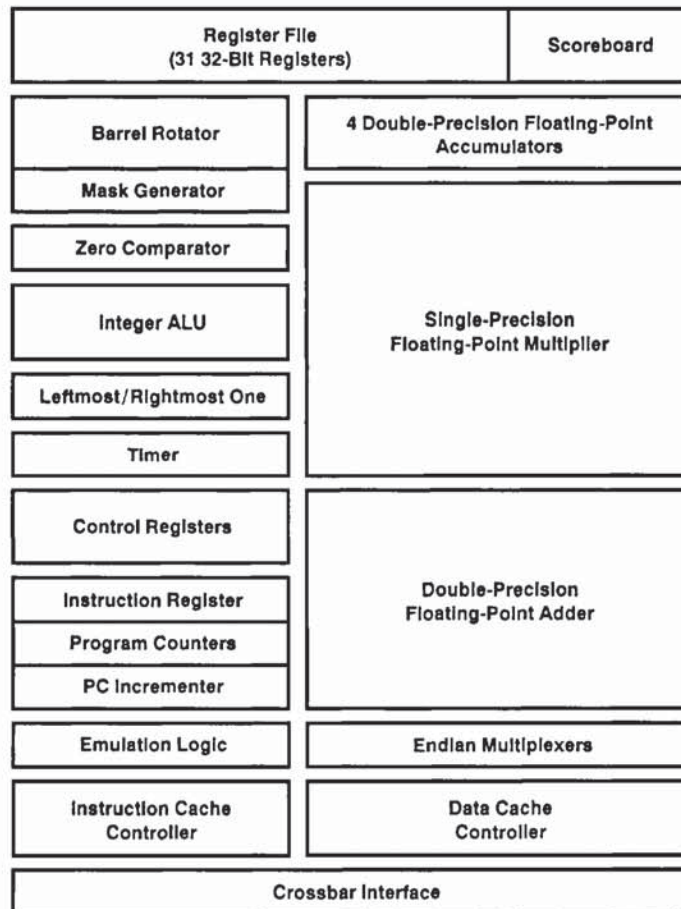 Register File
(31 32-Bit Registers)
Scoreboard
Barrel Rotator
4 Double-Precision Floating-Point
Accumulators
Mask Generator
Zero Comparator
Integer ALU
Single-Precision
Floating-Point Multiplier
Leftmost/Rightmost One
Timer
Control Registers
Double-Precision
Floating-Point Adder
Instruction Register
Program Counters
PC Incrementer
Emulation Logic
Endian Multiplexers
Instruction Cache
Controller
Data Cache
Controller
Crossbar Interface